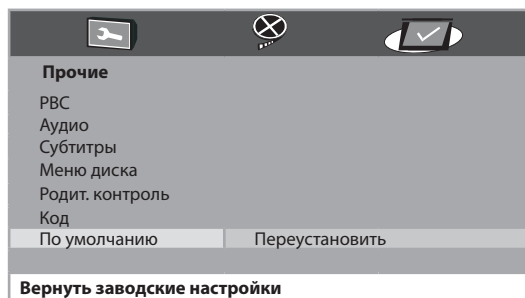 Прочие
PBC
Аудио
Субтитры
Меню диска
Родит. контроль
Код
По умолчанию Переустановить
Вернуть заводские настройки